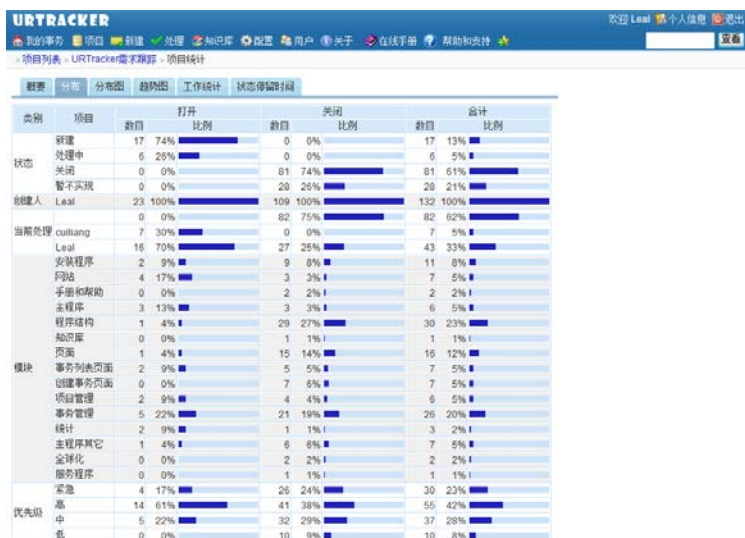 URTRACKER
欢迎 Leal 个人信息 退出
我的事务 项目 新建 处理 知识库 配置 用户 关于 在线手册 帮助和支持 查看
项目列表 » URTracker需求跟踪 » 项目统计
概要 分布 分布图 趋势图 工作统计 状态停留时间
类别 项目 打开 关闭 合计
数目 比例 数目 比例 数目 比例
状态
新建 17 74% 0 0% 17 13%
处理中 6 26% 0 0% 6 5%
关闭 0 0% 81 74% 81 61%
暂不实现 0 0% 28 26% 28 21%
创建人 Leal 23 100% 109 100% 132 100%
当前处理
0 0% 82 75% 82 62%
cuiliang 7 30% 0 0% 7 5%
Leal 16 70% 27 25% 43 33%
模块
安装程序 2 9% 9 8% 11 8%
网站 4 17% 3 3% 7 5%
手册和帮助 0 0% 2 2% 2 2%
主程序 3 13% 3 3% 6 5%
程序结构 1 4% 29 27% 30 23%
知识库 0 0% 1 1% 1 1%
页面 1 4% 15 14% 16 12%
事务列表页面 2 9% 5 5% 7 5%
创建事务页面 0 0% 7 6% 7 5%
项目管理 2 9% 4 4% 6 5%
事务管理 5 22% 21 19% 26 20%
统计 2 9% 1 1% 3 2%
主程序其它 1 4% 6 6% 7 5%
全球化 0 0% 2 2% 2 2%
服务程序 0 0% 1 1% 1 1%
优先级
紧急 4 17% 26 24% 30 23%
高 14 61% 41 38% 55 42%
中 5 22% 32 29% 37 28%
低 0 0% 10 9% 10 8%